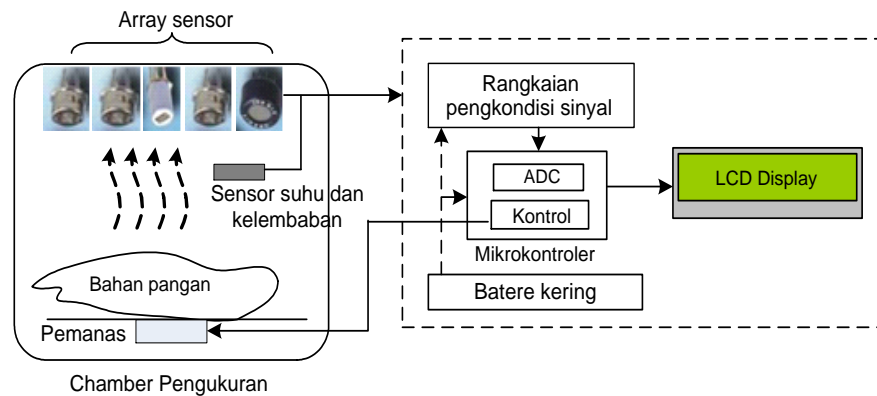 Array sensor
Rangkaian
pengkondisi sinyal
ADC
Kontrol
Mikrokontroler
LCD Display
Sensor suhu dan
kelembaban
Bahan pangan
Batere kering
Pemanas
Chamber Pengukuran